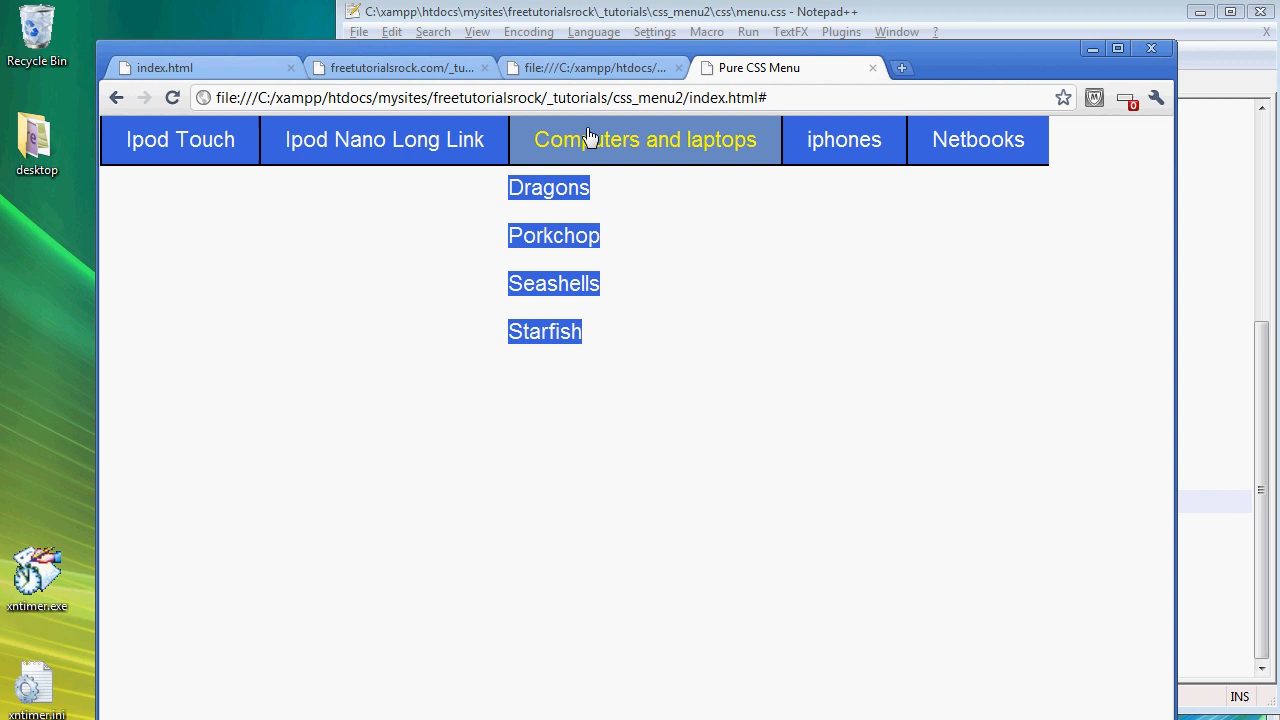 C:\xampp\htdocs\mysites\freetutorialsrock\_tutorials\css_menu2\css\menu.css - Notepad++
File Edit Search View Encoding Language Settings Macro Run TextFX Plugins Window ? X
Recycle Bin
index.html freetutorialsrock.com/_tu... file:///C:/xampp/htdocs/... Pure CSS Menu
file:///C:/xampp/htdocs/mysites/freetutorialsrock/_tutorials/css_menu2/index.html#
0
Ipod Touch Ipod Nano Long Link Computers and laptops iphones Netbooks
desktop
Dragons
Porkchop
Seashells
Starfish
xntimer.exe
INS
xntimer.ini